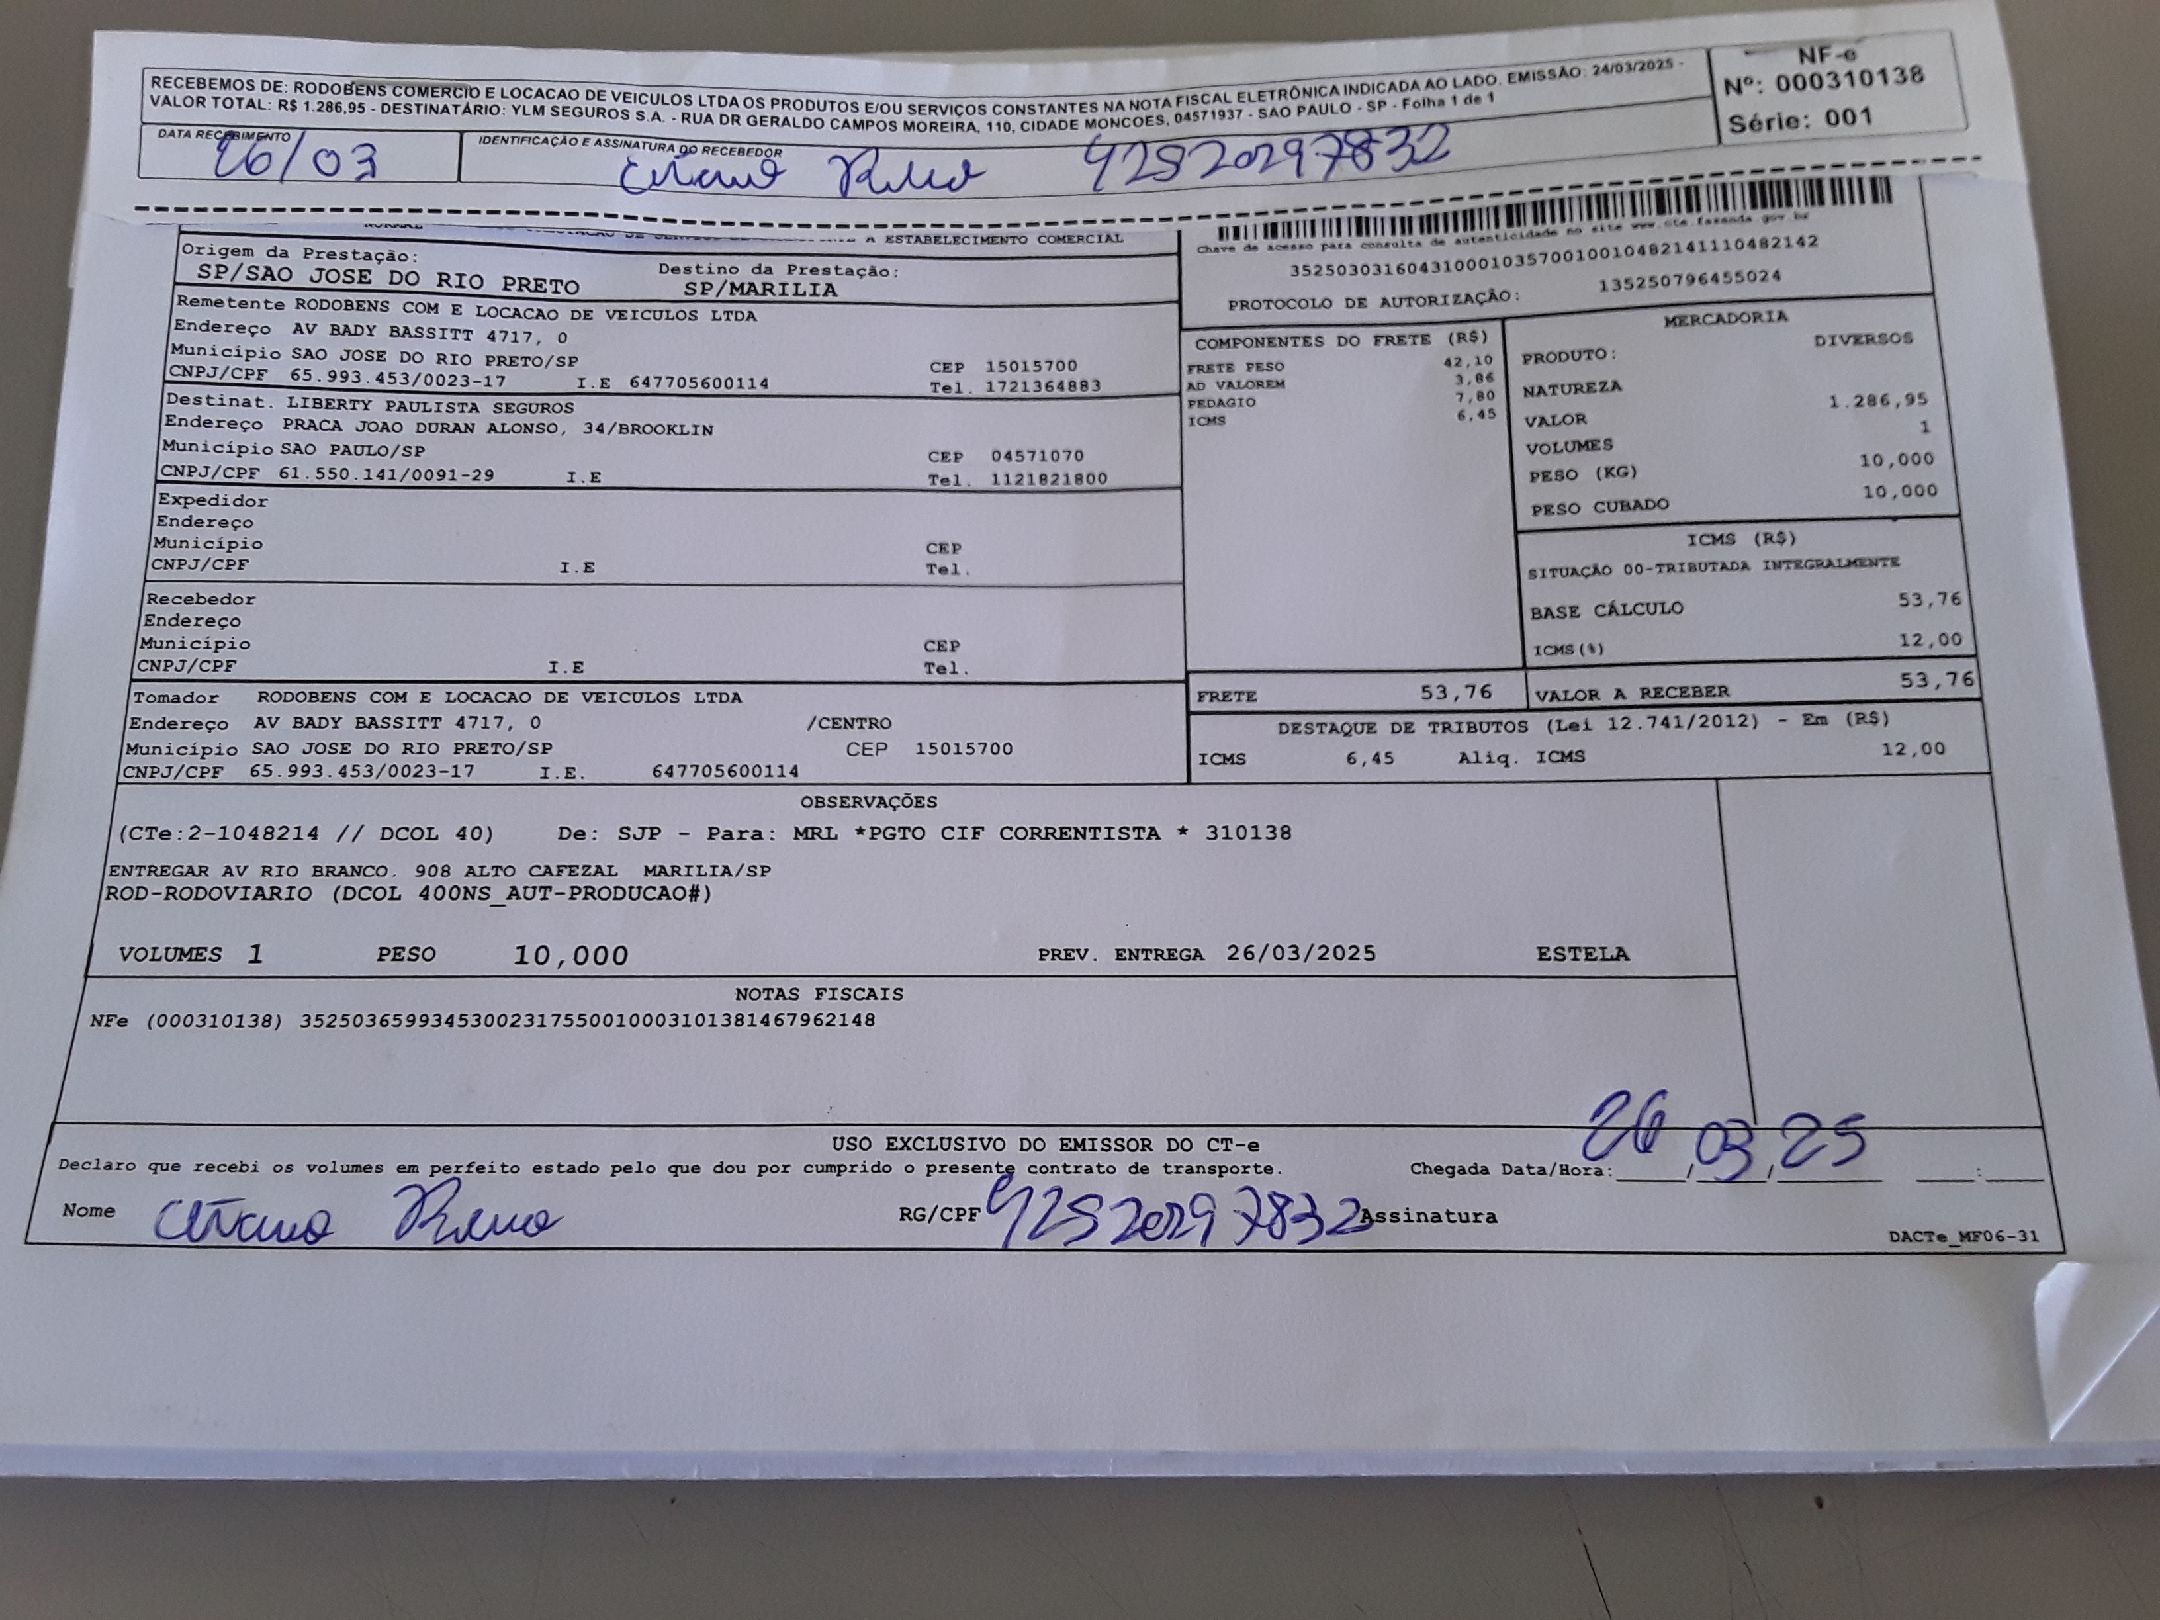 RECEBEMOS DE: RODOBENS COMERCIO E LOCACAO DE VEICULOS LTDA OS PRODUTOS E/OU SERVIÇOS CONSTANTES NA NOTA FISCAL ELETRÔNICA INDICADA AO LADO. EMISSÃO: 24/03/2025 -
VALOR TOTAL: R$ 1.286,95 - DESTINATÁRIO: YLM SEGUROS S.A. - RUA DR GERALDO CAMPOS MOREIRA, 110, CIDADE MONCOES, 04571937 - SAO PAULO - SP - Folha 1 de 1
NF-e
Nº: 000310138
Série: 001
DATA RECEBIMENTO
26/03
IDENTIFICAÇÃO E ASSINATURA DO RECEBEDOR
42520297832
A ESTABELECIMENTO COMERCIAL
Origem da Prestação:
SP/SAO JOSE DO RIO PRETO
Destino da Prestação:
SP/MARILIA
Chave de acesso para consulta de autenticidade no site www.cte.fazenda.gov.br
35250303160431000103570010010482141110482142
PROTOCOLO DE AUTORIZAÇÃO: 135250796455024
Remetente RODOBENS COM E LOCACAO DE VEICULOS LTDA
Endereço AV BADY BASSITT 4717, 0
Município SAO JOSE DO RIO PRETO/SP CEP 15015700
CNPJ/CPF 65.993.453/0023-17 I.E 647705600114 Tel. 1721364883
Destinat. LIBERTY PAULISTA SEGUROS
Endereço PRACA JOAO DURAN ALONSO, 34/BROOKLIN
Município SAO PAULO/SP CEP 04571070
CNPJ/CPF 61.550.141/0091-29 I.E Tel. 1121821800
Expedidor
Endereço
Município CEP
CNPJ/CPF I.E Tel.
Recebedor
Endereço
Município CEP
CNPJ/CPF I.E Tel.
Tomador RODOBENS COM E LOCACAO DE VEICULOS LTDA
Endereço AV BADY BASSITT 4717, 0 /CENTRO
Município SAO JOSE DO RIO PRETO/SP CEP 15015700
CNPJ/CPF 65.993.453/0023-17 I.E. 647705600114
COMPONENTES DO FRETE (R$)
FRETE PESO 42,10
AD VALOREM 3,86
PEDAGIO 7,80
ICMS 6,45
MERCADORIA
PRODUTO: DIVERSOS
NATUREZA
VALOR 1.286,95
VOLUMES 1
PESO (KG) 10,000
PESO CUBADO 10,000
ICMS (R$)
SITUAÇÃO 00-TRIBUTADA INTEGRALMENTE
BASE CÁLCULO 53,76
ICMS(%) 12,00
FRETE 53,76
VALOR A RECEBER 53,76
DESTAQUE DE TRIBUTOS (Lei 12.741/2012) - Em (R$)
ICMS 6,45 Aliq. ICMS 12,00
OBSERVAÇÕES
(CTe:2-1048214 // DCOL 40) De: SJP - Para: MRL *PGTO CIF CORRENTISTA * 310138
ENTREGAR AV RIO BRANCO. 908 ALTO CAFEZAL MARILIA/SP
ROD-RODOVIARIO (DCOL 400NS_AUT-PRODUCAO#)
VOLUMES 1 PESO 10,000 PREV. ENTREGA 26/03/2025 ESTELA
NOTAS FISCAIS
NFe (000310138) 35250365993453002317550010003101381467962148
USO EXCLUSIVO DO EMISSOR DO CT-e
Declaro que recebi os volumes em perfeito estado pelo que dou por cumprido o presente contrato de transporte.
Chegada Data/Hora: 26,03,25 :
Nome
RG/CPF 42520297832 Assinatura
DACTe_MF06-31